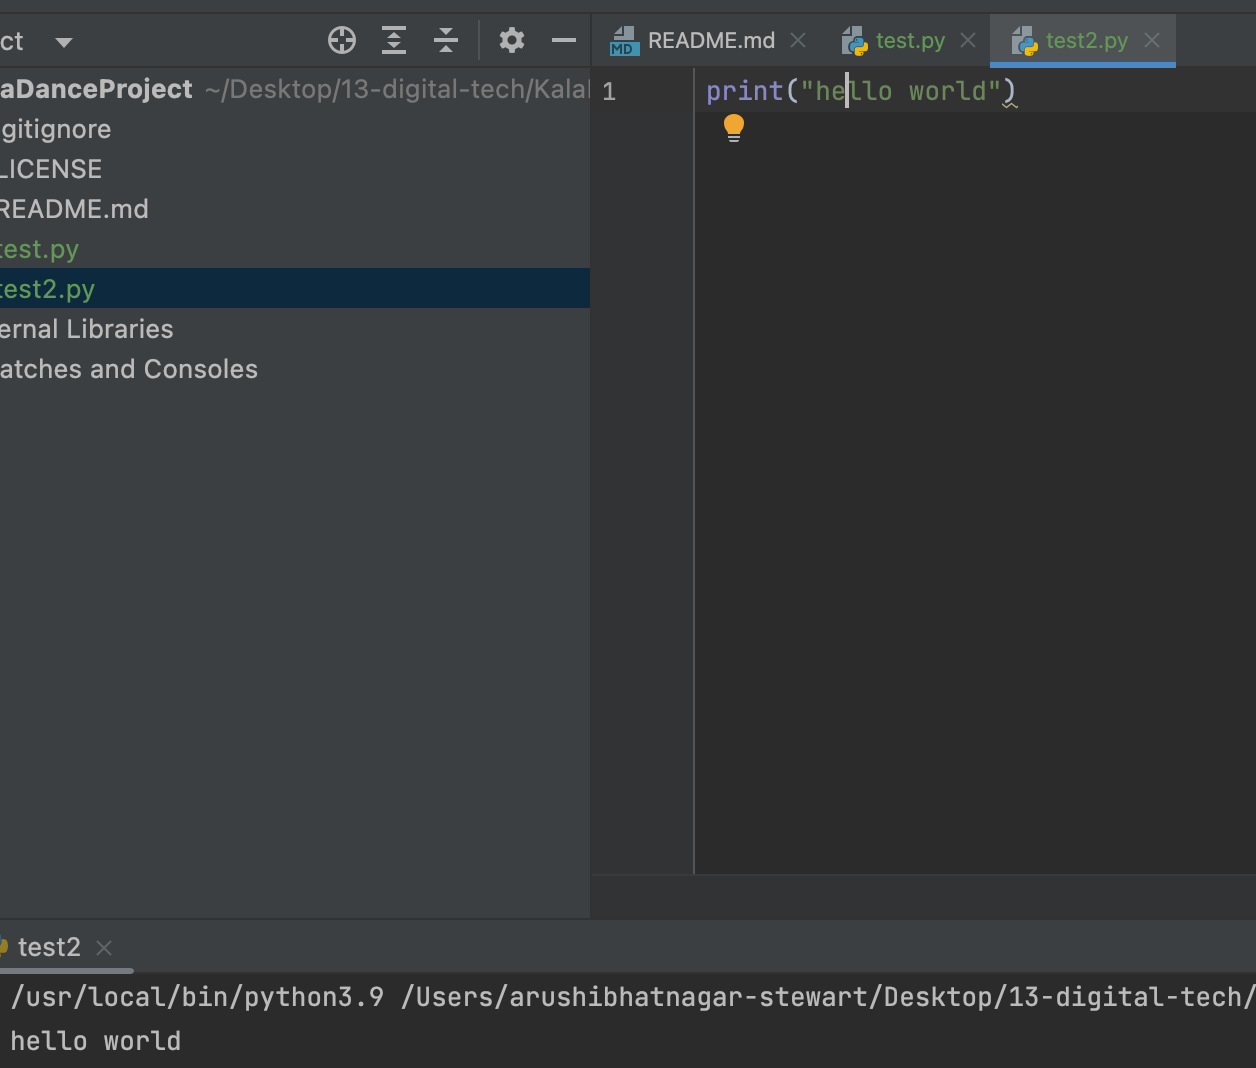 ct
README.md
test.py
test2.py
aDanceProject ~/Desktop/13-digital-tech/Kalal
gitignore
LICENSE
README.md
test.py
test2.py
ernal Libraries
atches and Consoles
1 print("hello world")
test2
/usr/local/bin/python3.9 /Users/arushibhatnagar-stewart/Desktop/13-digital-tech/
hello world